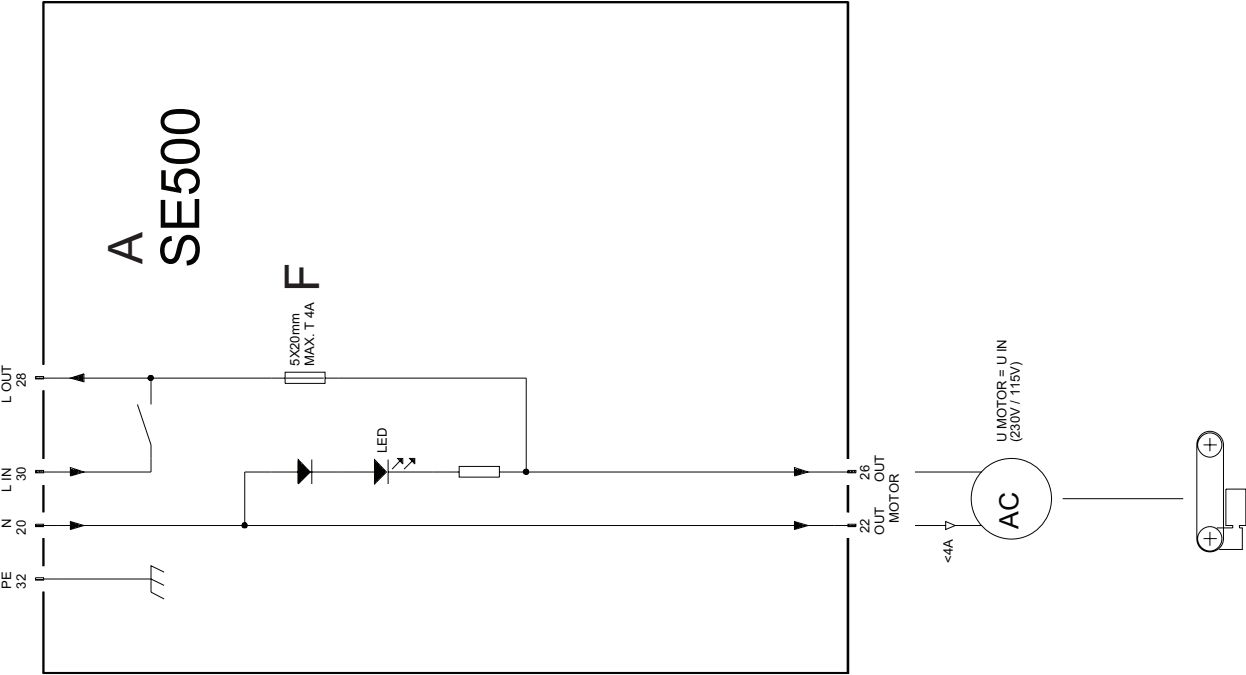 A
SE500
F
5X20mm
MAX. T 4A
L OUT
28
L IN
30
N
20
PE
32
LED
26
OUT
MOTOR
22
OUT
<4A
AC
U MOTOR = U IN
(230V / 115V)